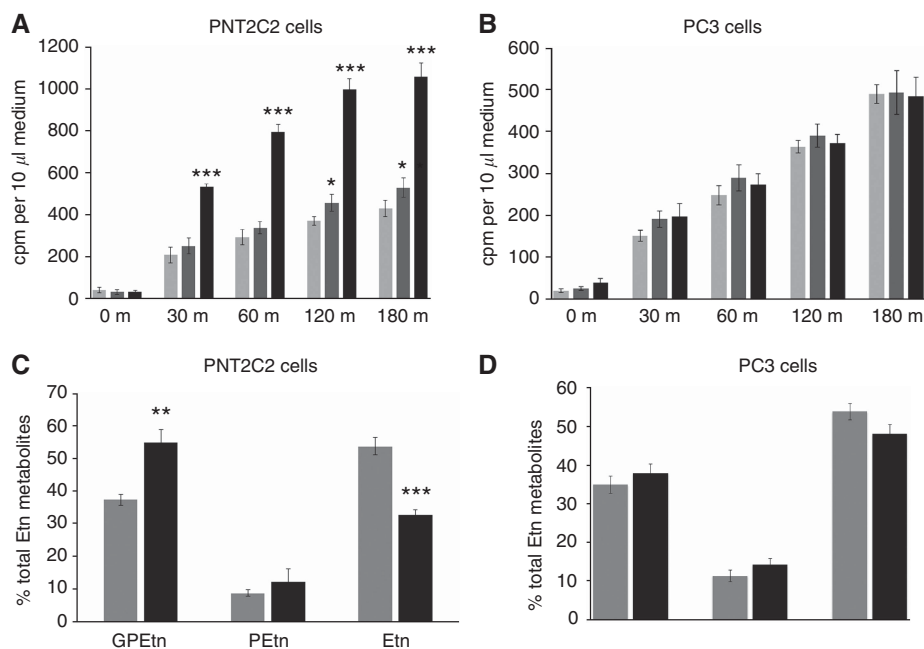 A
PNT2C2 cells
cpm per 10 μl medium
1200
1000
800
600
400
200
0
***
***
***
***
*
*
0 m
30 m
60 m
120 m
180 m
B
PC3 cells
cpm per 10 μl medium
600
500
400
300
200
100
0
0 m
30 m
60 m
120 m
180 m
C
PNT2C2 cells
% total Etn metabolites
70
60
50
40
30
20
10
0
**
***
GPEtn
PEtn
Etn
D
PC3 cells
% total Etn metabolites
60
50
40
30
20
10
0